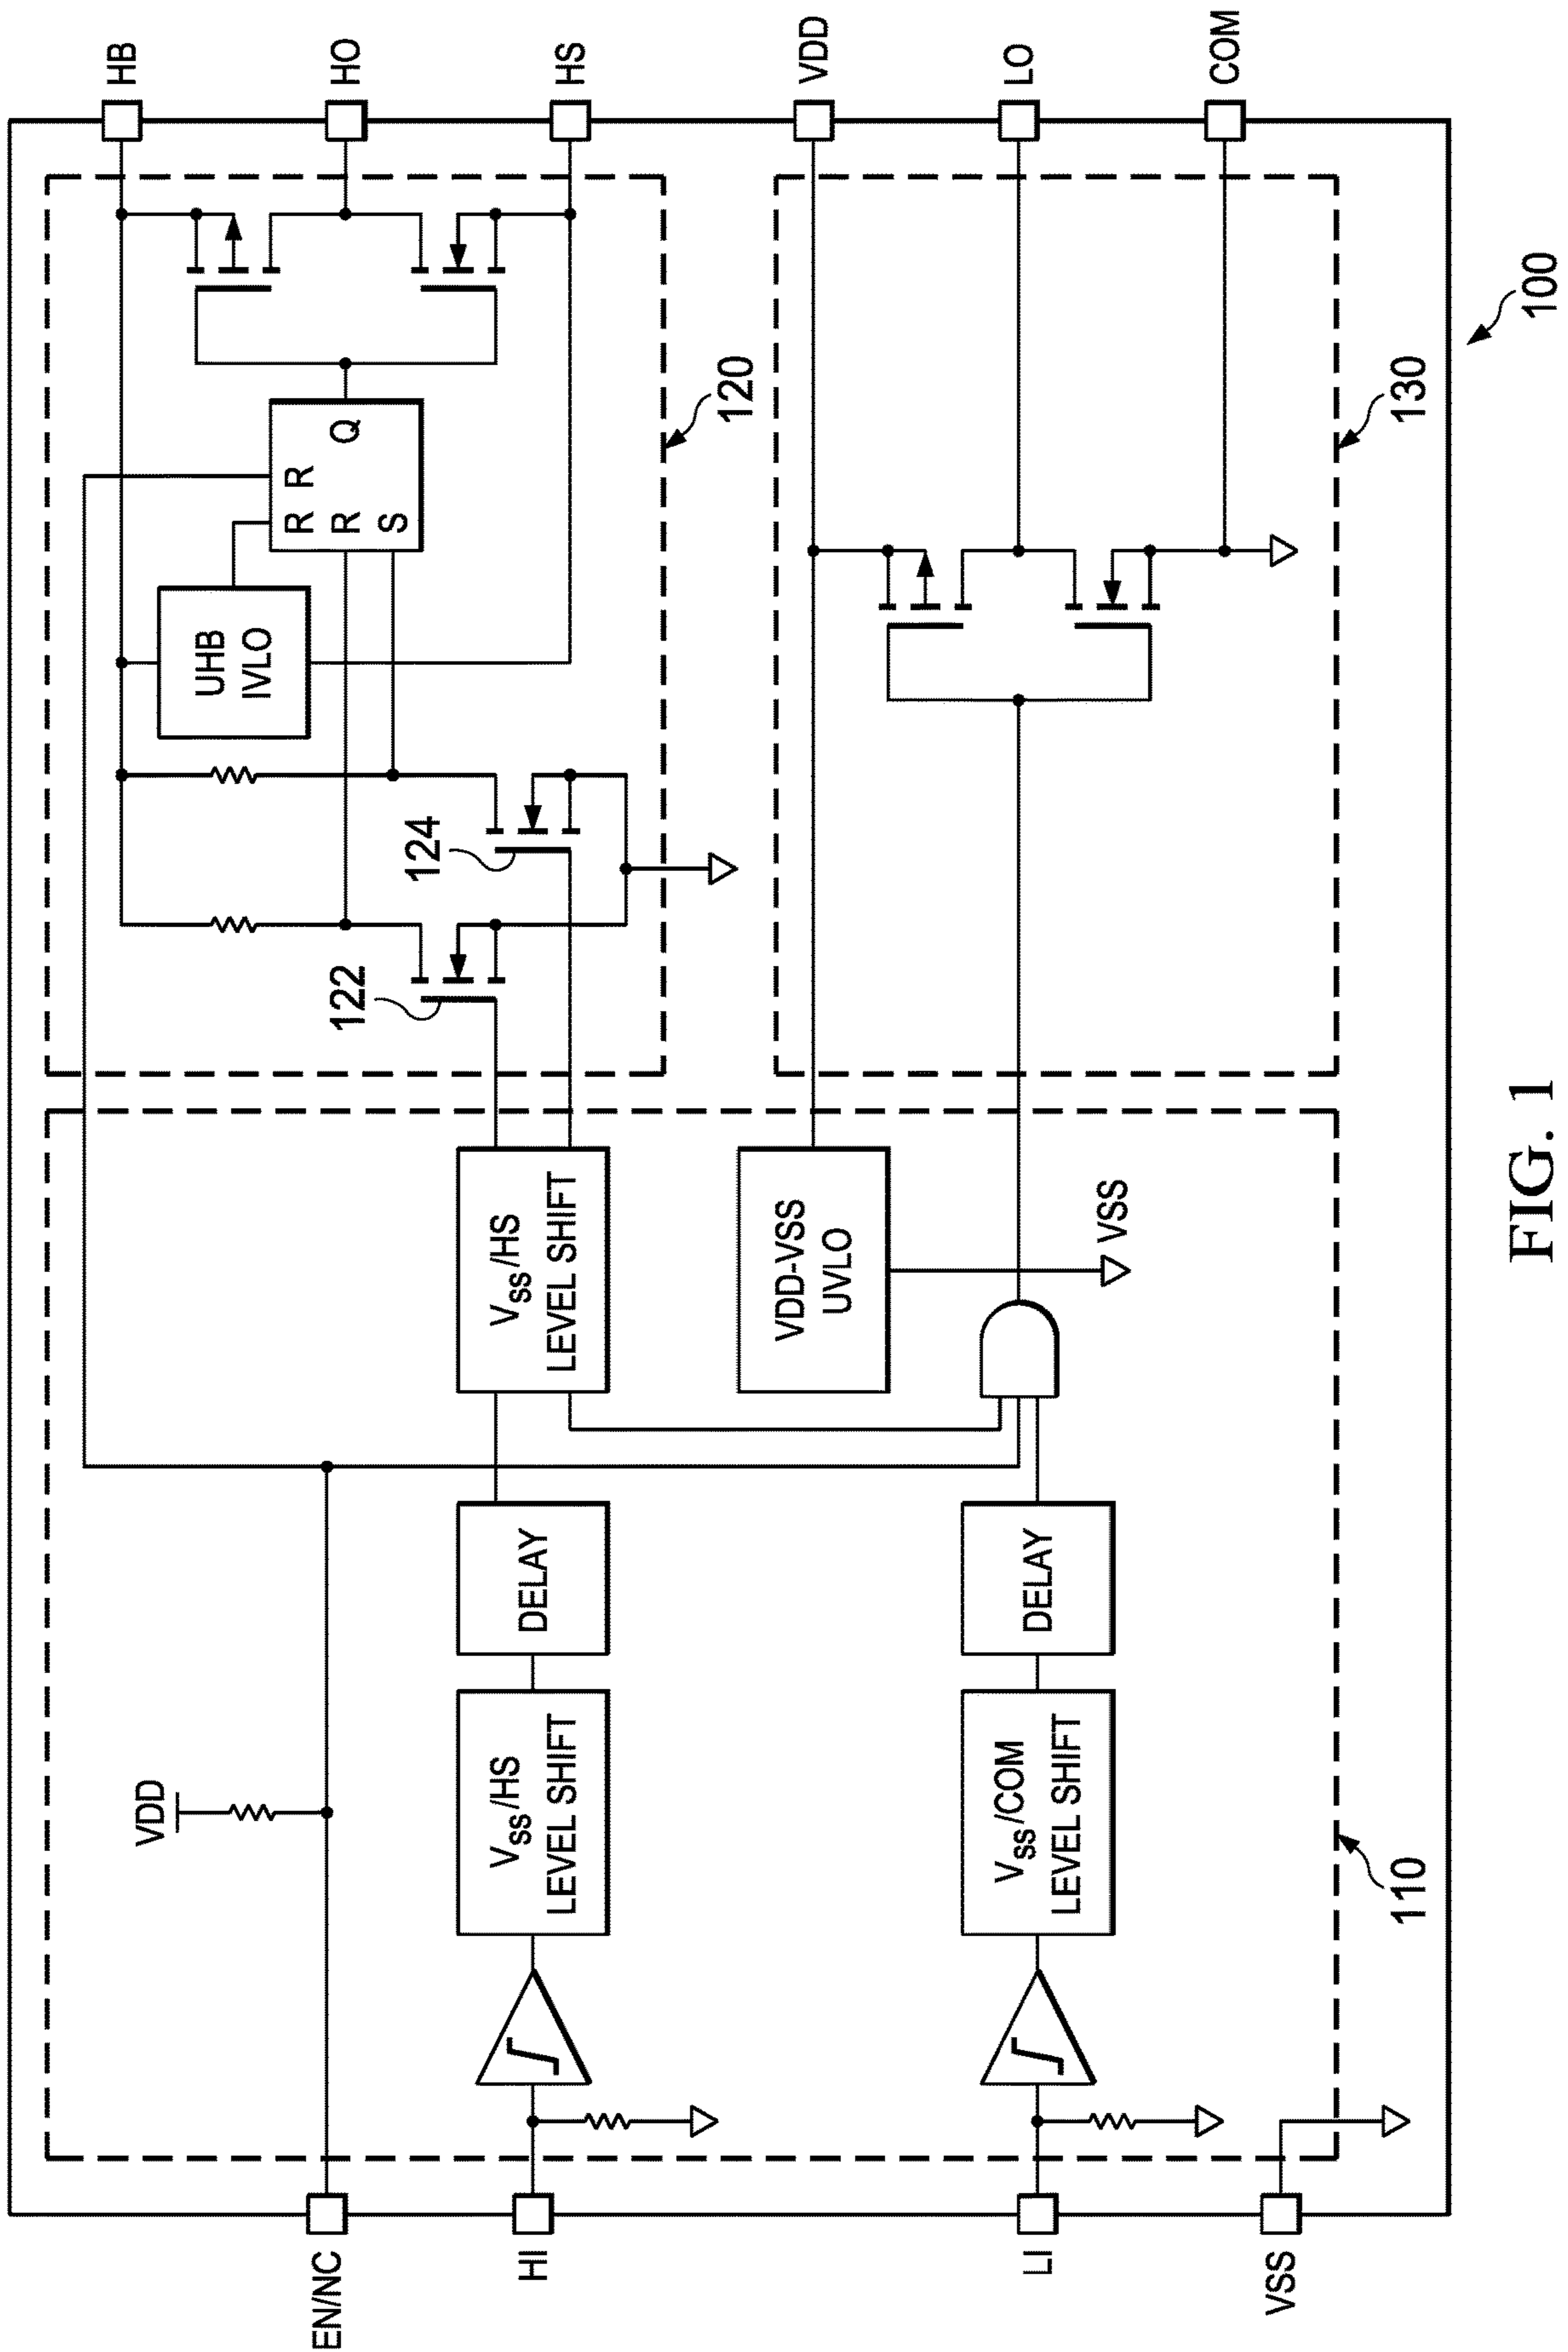 HB
HO
HS
VDD
LO
COM
UHB
IVLO
R
R
R
S
Q
120
122
124
130
100
VDD
Vss/HS
LEVEL SHIFT
DELAY
Vss/HS
LEVEL SHIFT
VDD-VSS
UVLO
VSS
Vss/COM
LEVEL SHIFT
DELAY
110
EN/NC
HI
LI
VSS
FIG. 1